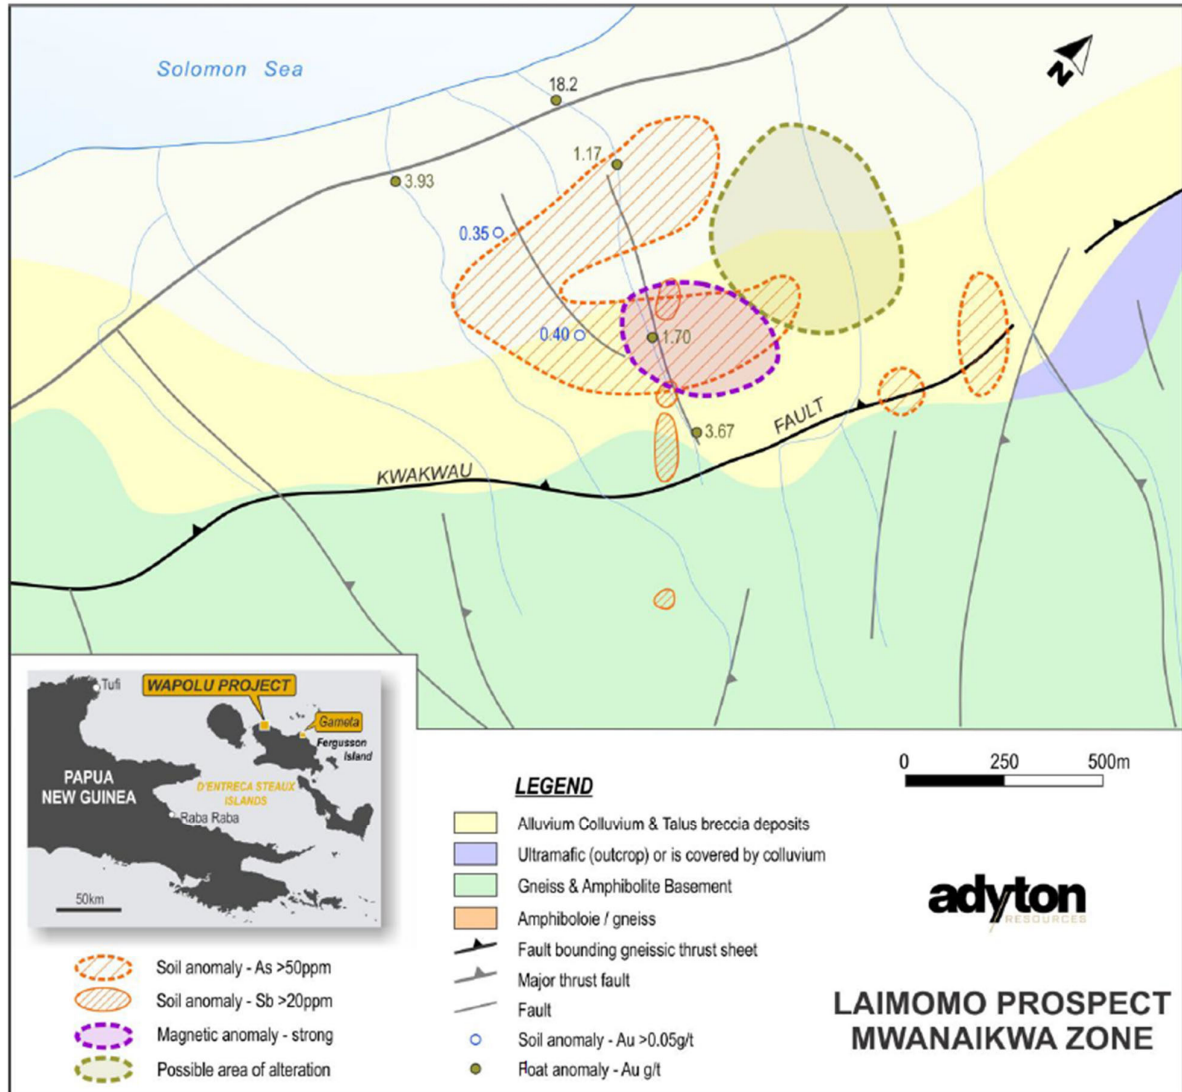 Solomon Sea
N
18.2
1.17
3.93
0.35
0.40
1.70
3.67
KWAKWAU
FAULT
Tufi
WAPOLU PROJECT
Gameta
Fergusson
Island
PAPUA
NEW GUINEA
D'ENTRECA STEAUX
ISLANDS
Raba Raba
50km
0 250 500m
LEGEND
Alluvium Colluvium & Talus breccia deposits
Ultramafic (outcrop) or is covered by colluvium
Gneiss & Amphibolite Basement
Amphiboloie / gneiss
Fault bounding gneissic thrust sheet
Major thrust fault
Fault
Soil anomaly - Au >0.05g/t
Float anomaly - Au g/t
Soil anomaly - As >50ppm
Soil anomaly - Sb >20ppm
Magnetic anomaly - strong
Possible area of alteration
adyton
RESOURCES
LAIMOMO PROSPECT
MWANAIKWA ZONE